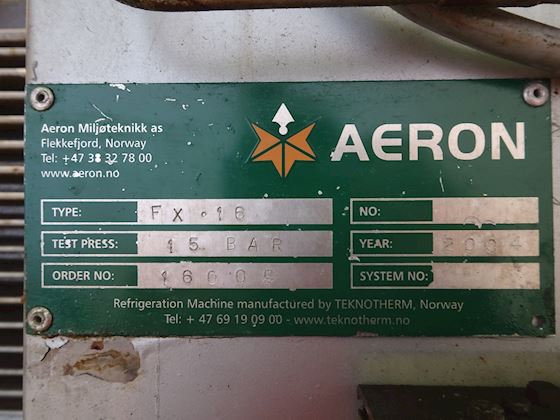 Aeron Miljøteknikk as
Flekkefjord, Norway
Tel: +47 38 32 78 00
www.aeron.no
AERON
TYPE: FX.16
NO:
TEST PRESS: 15 BAR
YEAR: 2004
ORDER NO: 16005
SYSTEM NO:
Refrigeration Machine manufactured by TEKNOTHERM, Norway
Tel: + 47 69 19 09 00 - www.teknotherm.no